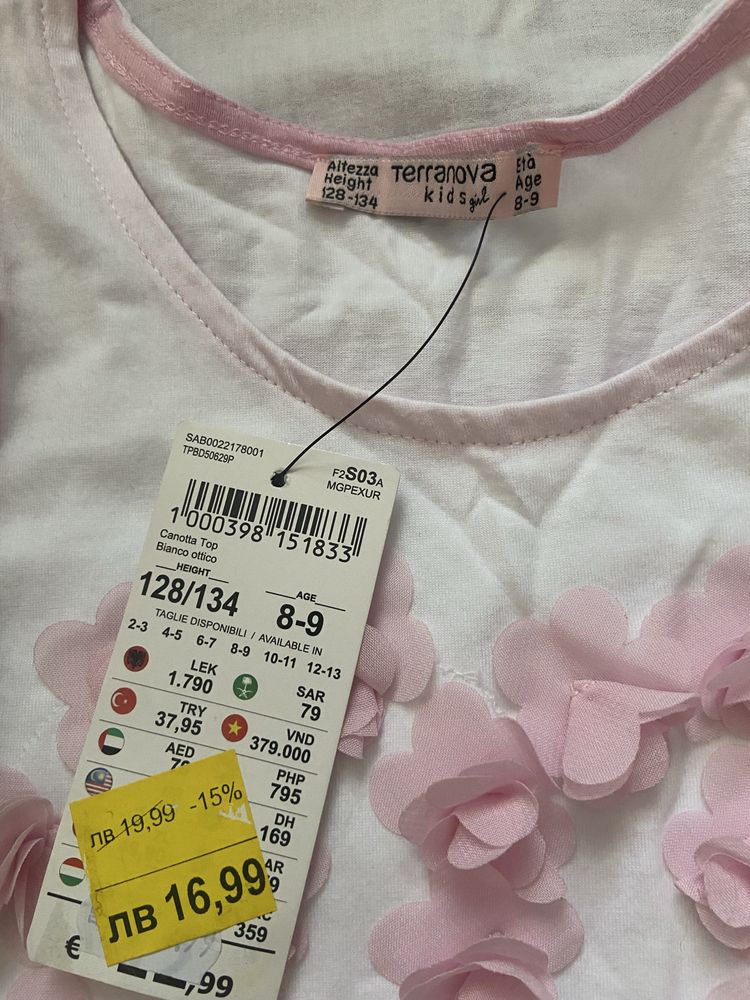 Altezza
Height
128-134
Terranova
kids girl
Età
Age
8-9
SAB0022178001
TPBD50629P
F2S03A
MGPEXUR
1000398 151833
Canotta Top
Bianco ottico
HEIGHT
128/134
AGE
8-9
TAGLIE DISPONIBILI / AVAILABLE IN
2-3 4-5 6-7 8-9 10-11 12-13
LEK
1.790
SAR
79
TRY
37,95
VND
379.000
AED
PHP
795
DH
169
359
лв 19,99 -15%
лв 16,99
€ ,99